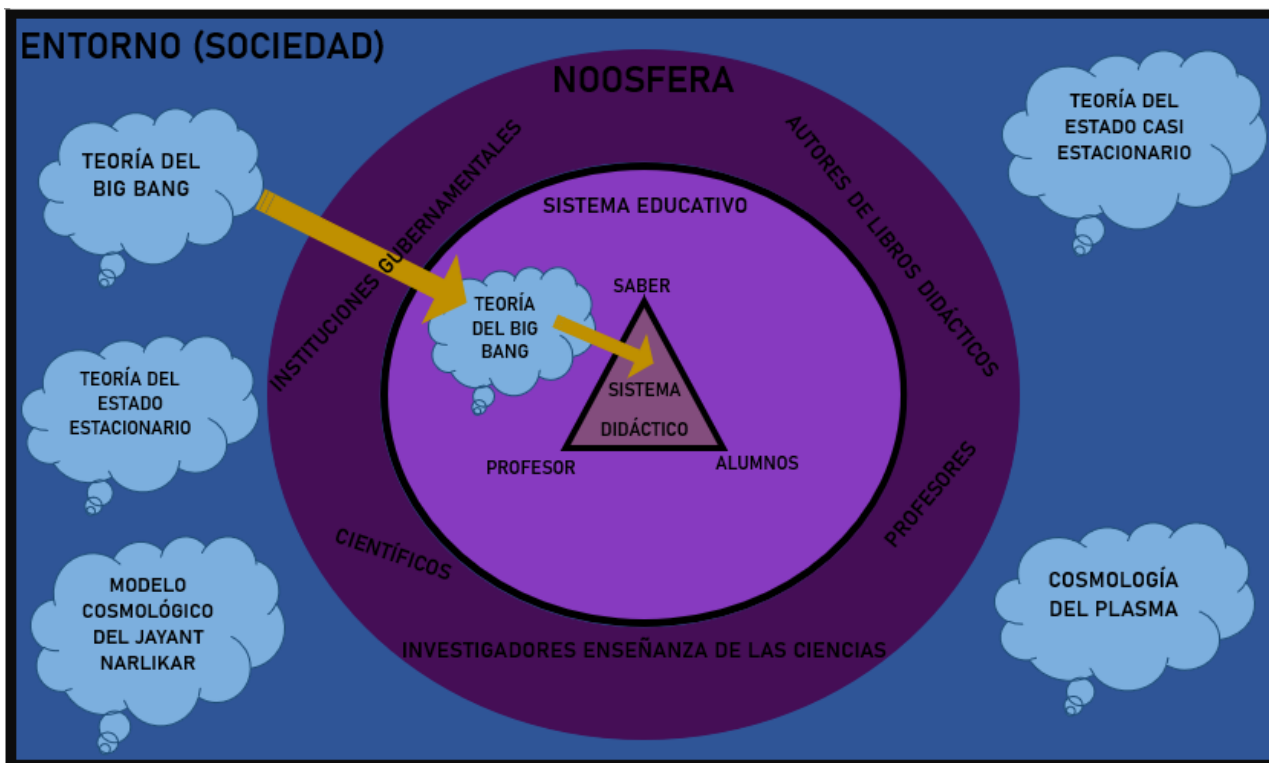 ENTORNO (SOCIEDAD)
NOOSFERA
TEORÍA DEL
BIG BANG
TEORÍA DEL
ESTADO CASI
ESTACIONARIO
INSTITUCIONES GUBERNAMENTALES
AUTORES DE LIBROS DIDÁCTICOS
SISTEMA EDUCATIVO
SABER
TEORÍA
DEL BIG
BANG
SISTEMA
DIDÁCTICO
PROFESOR
ALUMNOS
TEORÍA DEL
ESTADO
ESTACIONARIO
CIENTÍFICOS
PROFESORES
MODELO
COSMOLÓGICO
DEL JAYANT
NARLIKAR
COSMOLOGÍA
DEL PLASMA
INVESTIGADORES ENSEÑANZA DE LAS CIENCIAS